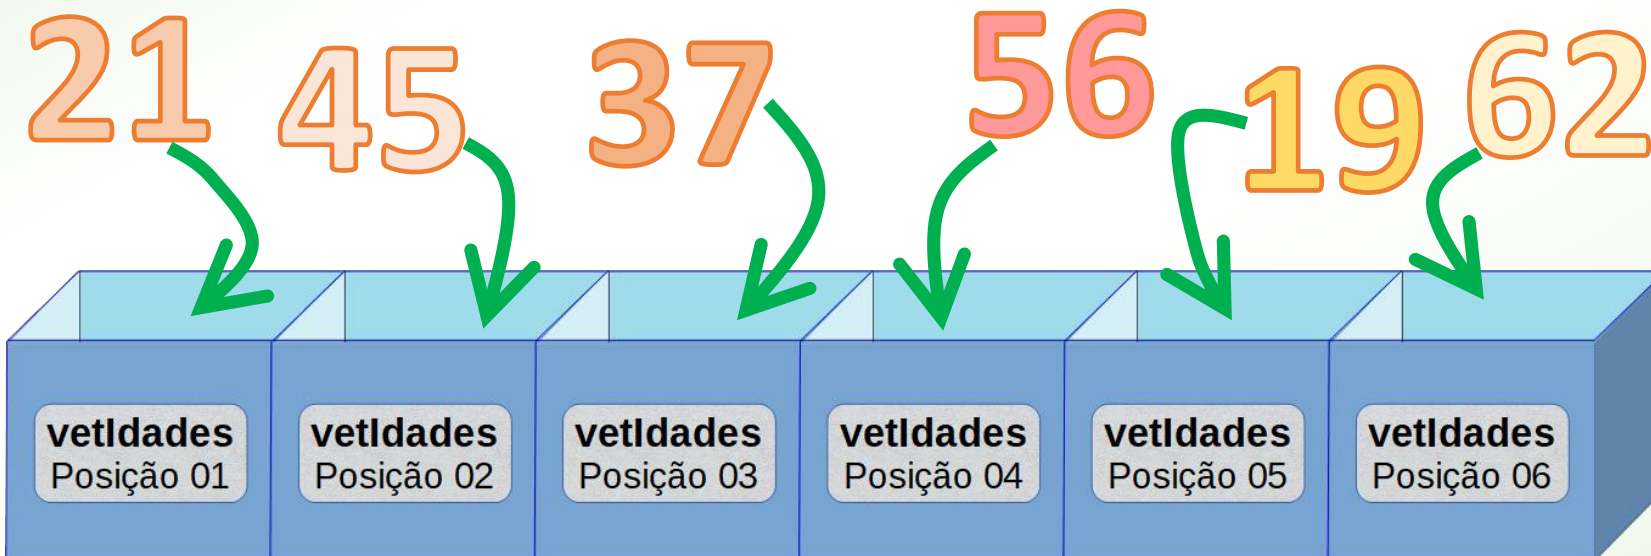 21 45 37 56 19 62
vetIdades
Posição 01
vetIdades
Posição 02
vetIdades
Posição 03
vetIdades
Posição 04
vetIdades
Posição 05
vetIdades
Posição 06